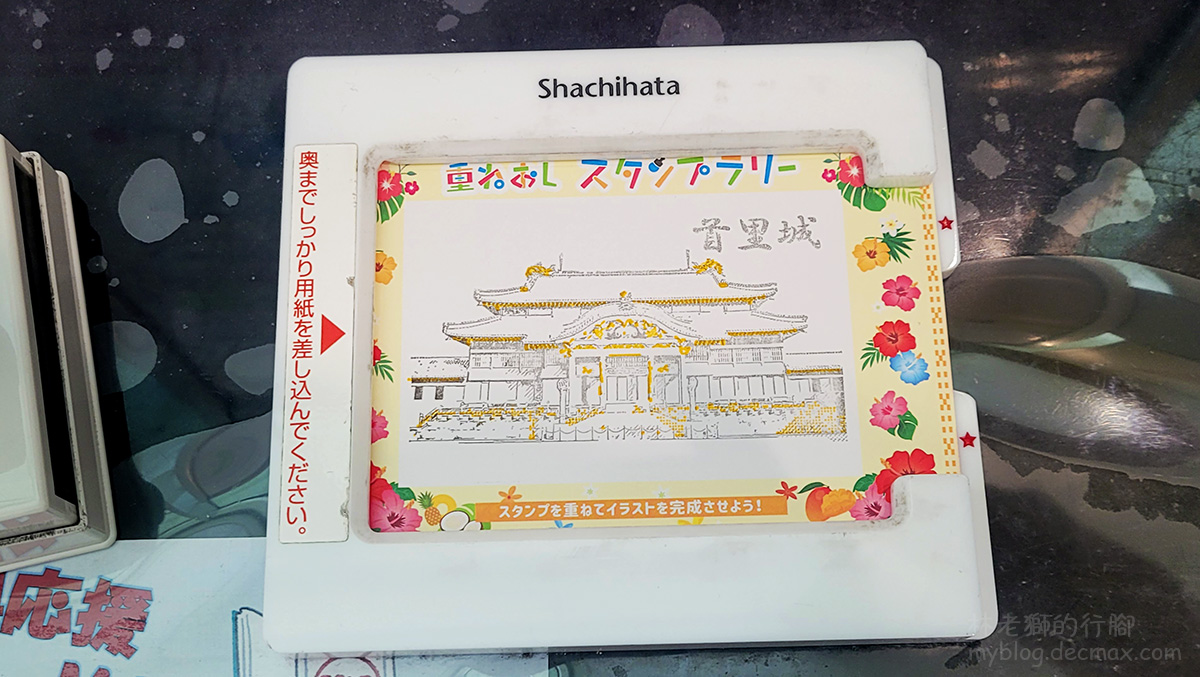 Shachihata
奥までしっかり用紙を差し込んでください。
重ねおし スタンプラリー
首里城
スタンプを重ねてイラストを完成させよう！
応援
老獅的行腳
myblog.decmax.com